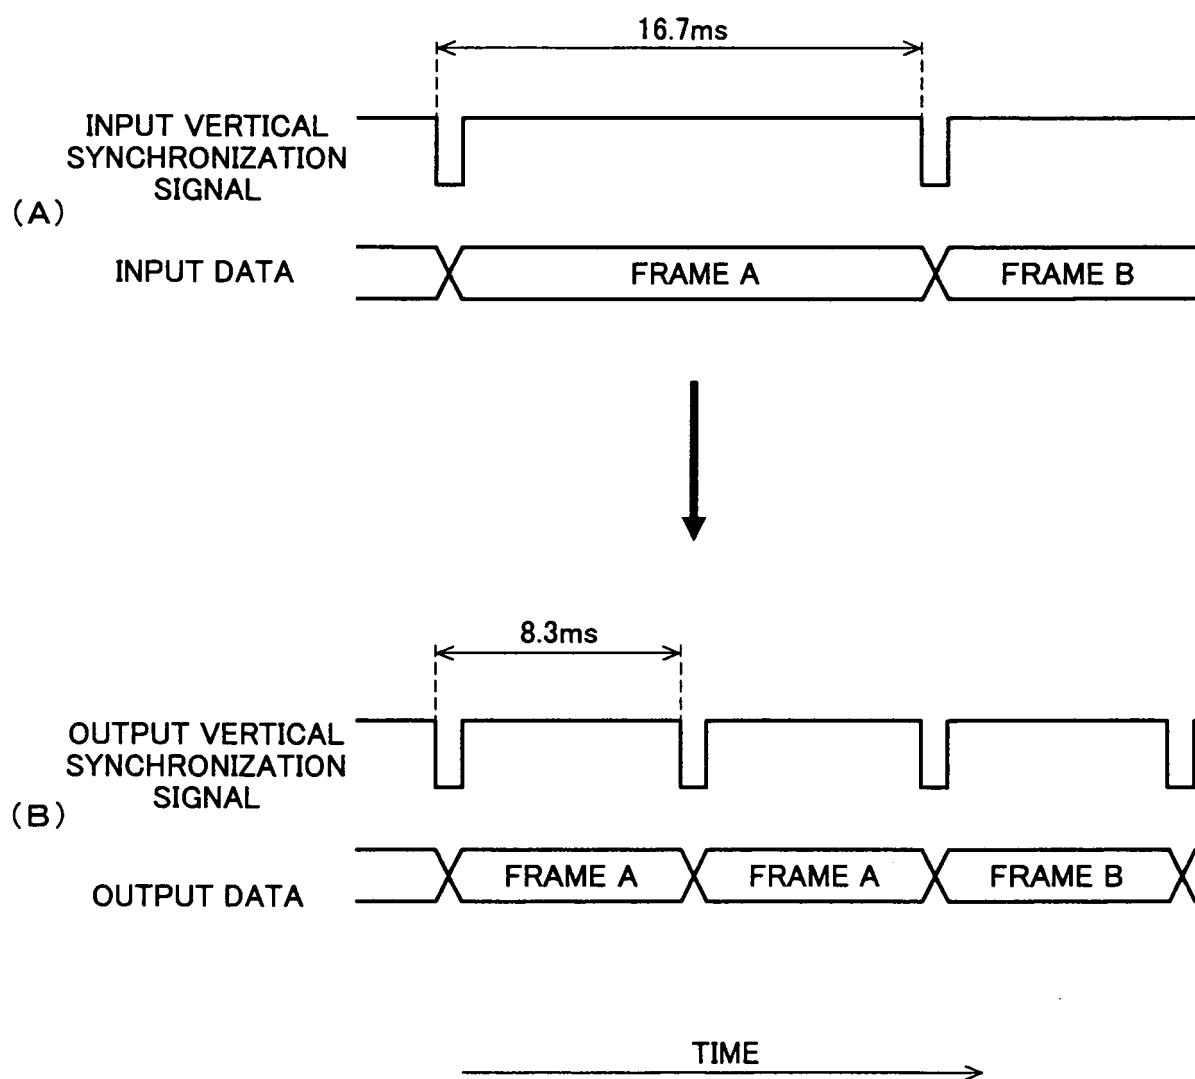 16.7ms
INPUT VERTICAL
SYNCHRONIZATION
SIGNAL
(A)
INPUT DATA
FRAME A
FRAME B
8.3ms
OUTPUT VERTICAL
SYNCHRONIZATION
SIGNAL
(B)
OUTPUT DATA
FRAME A
FRAME A
FRAME B
TIME